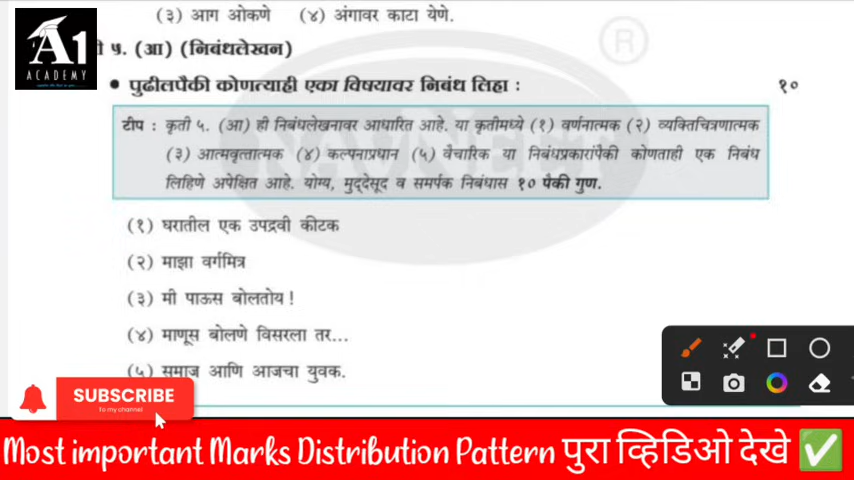 (३) आग ओकणे (४) अंगावर काटा येणे.
A1
ACADEMY
ी ५. (आ) (निबंधलेखन)
• पुढीलपैकी कोणत्याही एका विषयावर निबंध लिहा : १०
टीप : कृती ५. (आ) ही निबंधलेखनावर आधारित आहे. या कृतीमध्ये (१) वर्णनात्मक (२) व्यक्तिचित्रणात्मक
(३) आत्मवृत्तात्मक (४) कल्पनाप्रधान (५) वैचारिक या निबंधप्रकारांपैकी कोणताही एक निबंध
लिहिणे अपेक्षित आहे. योग्य, मुद्देसूद व समर्पक निबंधास १० पैकी गुण.
(१) घरातील एक उपद्रवी कीटक
(२) माझा वर्गमित्र
(३) मी पाऊस बोलतोय !
(४) माणूस बोलणे विसरला तर...
(५) समाज आणि आजचा युवक.
SUBSCRIBE
To my channel
Most important Marks Distribution Pattern पुरा व्हिडिओ देखे ✅